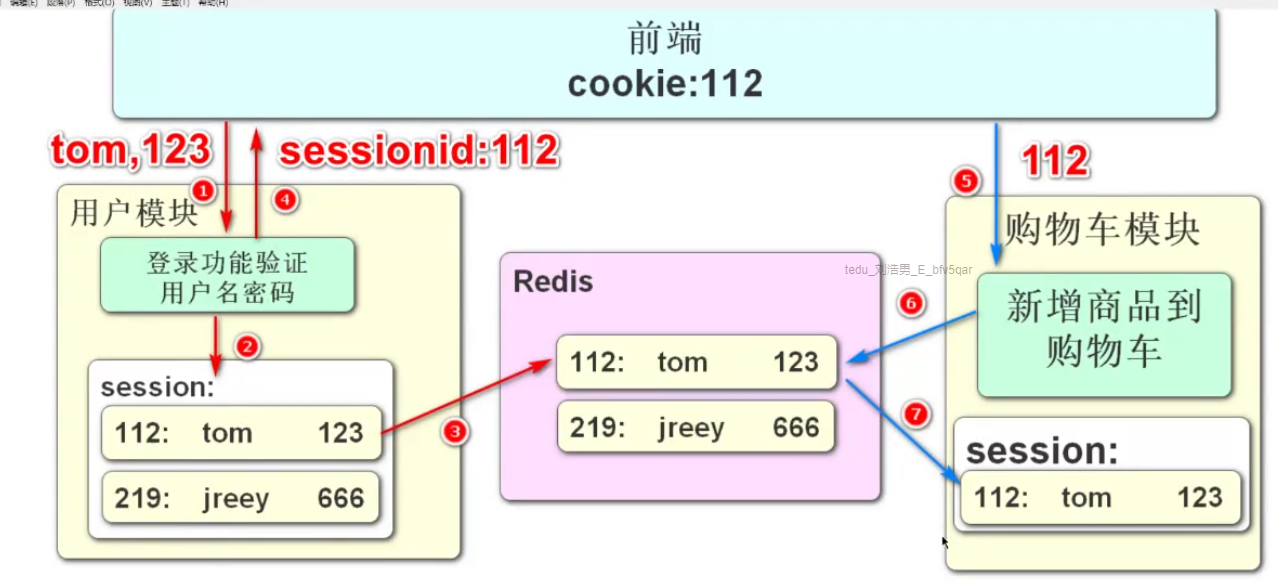 编辑(E) 段落(P) 格式(O) 视图(V) 主题(T) 帮助(H)
前端
cookie:112
tom,123
sessionid:112
1
4
5
112
用户模块
登录功能验证
用户名密码
2
session:
112: tom 123
219: jreey 666
3
Redis
112: tom 123
219: jreey 666
tedu_刘浩男_E_bfv5qar
6
7
购物车模块
新增商品到
购物车
session:
112: tom 123